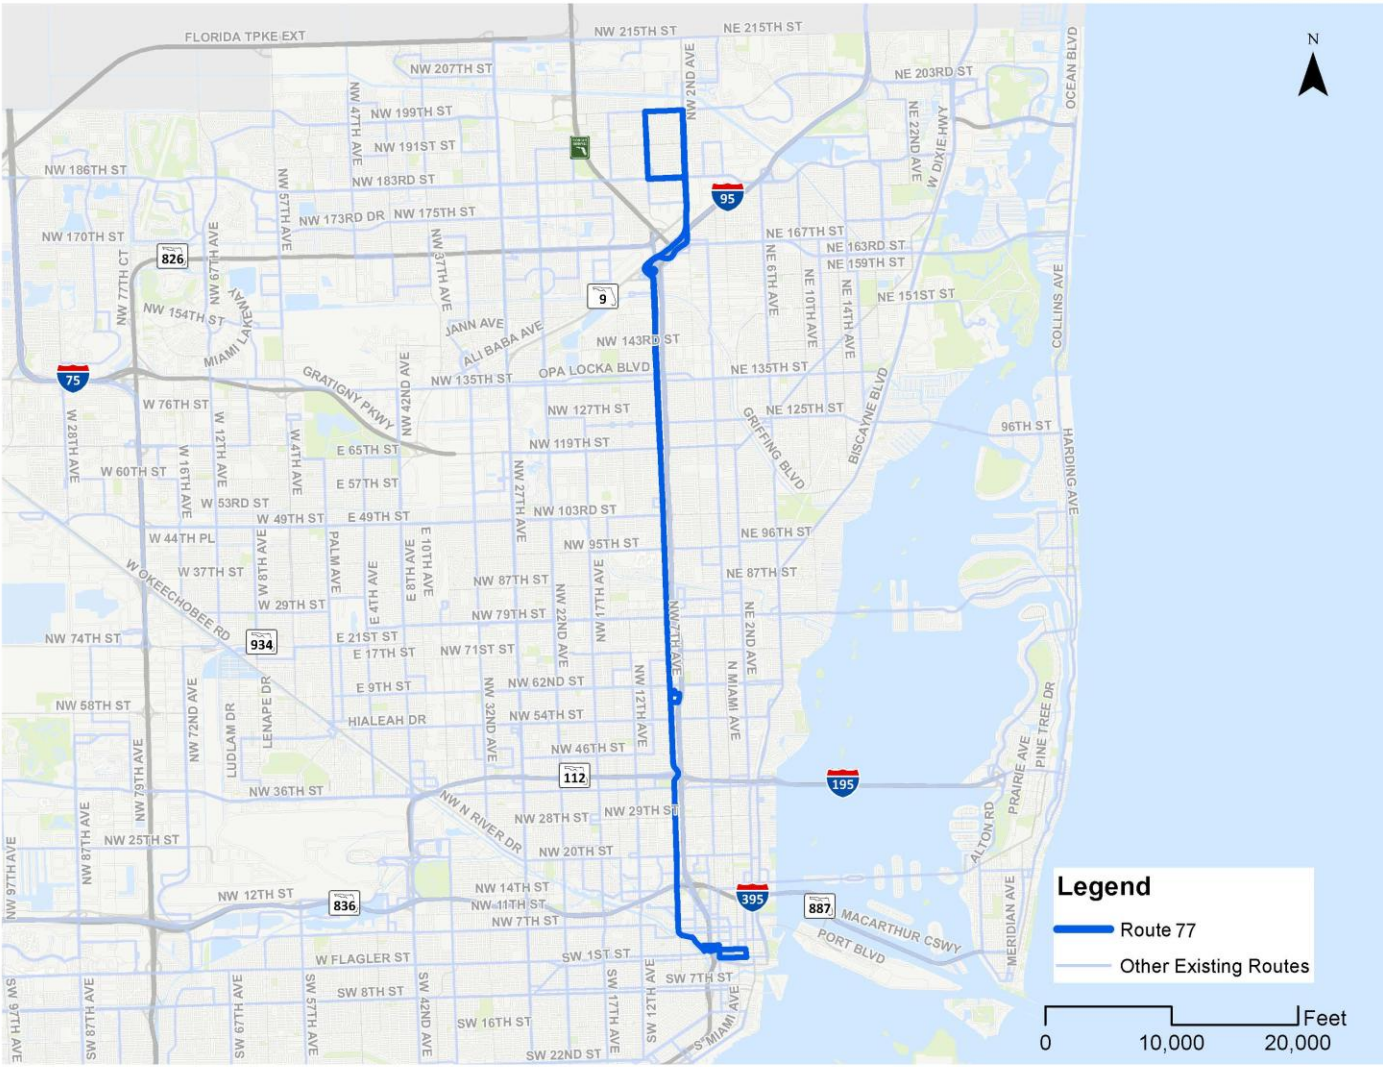 N
FLORIDA TPKE EXT
NW 215TH ST
NE 215TH ST
OCEAN BLVD
NW 207TH ST
NW 2ND AVE
NE 203RD ST
NW 47TH AVE
NW 199TH ST
NE 22ND AVE
W DIXIE HWY
NW 191ST ST
NW 186TH ST
NW 183RD ST
NW 57TH AVE
95
NW 173RD DR
NW 175TH ST
NW 170TH ST
NW 67TH AVE
NE 167TH ST
NE 163RD ST
NE 159TH ST
826
NW 77TH CT
NW 37TH AVE
NE 6TH AVE
NE 10TH AVE
NE 14TH AVE
NE 151ST ST
9
COLLINS AVE
NW 154TH ST
MIAMI LAKEWAY
JANN AVE
ALI BABA AVE
NW 143RD ST
75
GRATIGNY PKWY
NW 42ND AVE
NW 135TH ST
OPA LOCKA BLVD
NE 135TH ST
BISCAYNE BLVD
W 76TH ST
NW 127TH ST
NE 125TH ST
W 28TH AVE
W 12TH AVE
W 4TH AVE
E 65TH ST
NW 119TH ST
GRIFFING BLVD
96TH ST
HARDING AVE
W 60TH ST
W 16TH AVE
E 57TH ST
NW 27TH AVE
W 53RD ST
W 49TH ST
E 49TH ST
NW 103RD ST
W 44TH PL
W 8TH AVE
PALM AVE
E 4TH AVE
E 8TH AVE
E 10TH AVE
NW 95TH ST
NE 96TH ST
W OKEECHOBEE RD
W 37TH ST
NW 87TH ST
NW 22ND AVE
NW 17TH AVE
NE 87TH ST
W 29TH ST
NW 79TH ST
NW 7TH AVE
NE 2ND AVE
NW 74TH ST
934
E 21ST ST
E 17TH ST
NW 71ST ST
NW 72ND AVE
LUDLAM DR
LENAPE DR
E 9TH ST
NW 32ND AVE
NW 62ND ST
NW 12TH AVE
N MIAMI AVE
NW 58TH ST
HIALEAH DR
NW 54TH ST
PINE TREE DR
NW 79TH AVE
NW 46TH ST
PRAIRIE AVE
112
195
NW 36TH ST
NW N RIVER DR
NW 28TH ST
NW 29TH ST
ALTON RD
NW 97TH AVE
NW 87TH AVE
NW 25TH ST
NW 20TH ST
NW 12TH ST
836
NW 14TH ST
NW 11TH ST
NW 7TH ST
395
887
MACARTHUR CSWY
PORT BLVD
MERIDIAN AVE
Legend
Route 77
Other Existing Routes
W FLAGLER ST
SW 1ST ST
SW 7TH ST
SW 97TH AVE
SW 87TH AVE
SW 67TH AVE
SW 57TH AVE
SW 8TH ST
SW 42ND AVE
SW 16TH ST
SW 17TH AVE
SW 12TH AVE
S MIAMI AVE
SW 22ND ST
Feet
0
10,000
20,000